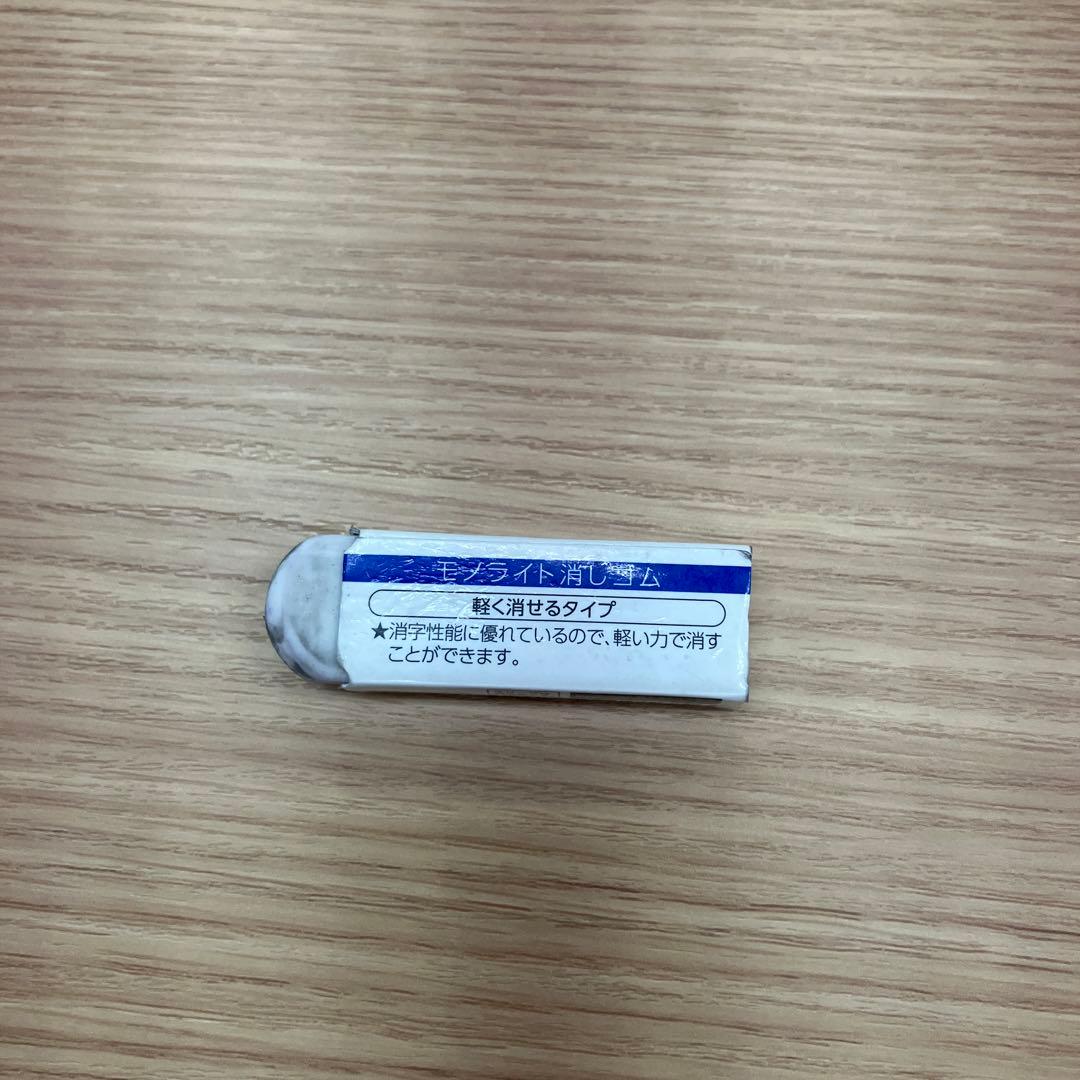 モノライト消しゴム
軽く消せるタイプ
★消字性能に優れているので、軽い力で消す
ことができます。